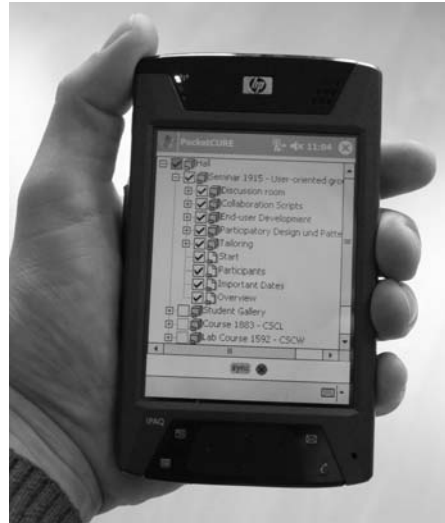 hp
PocketCURE 11:04
Hall
Seminar 1915 - User-oriented gro
Discussion room
Collaboration Scripts
End-user Development
Participatory Design und Patte
Tailoring
Start
Participants
Important Dates
Overview
Student Gallery
Course 1883 - CSCL
Lab Course 1592 - CSCW
sync
iPAQ